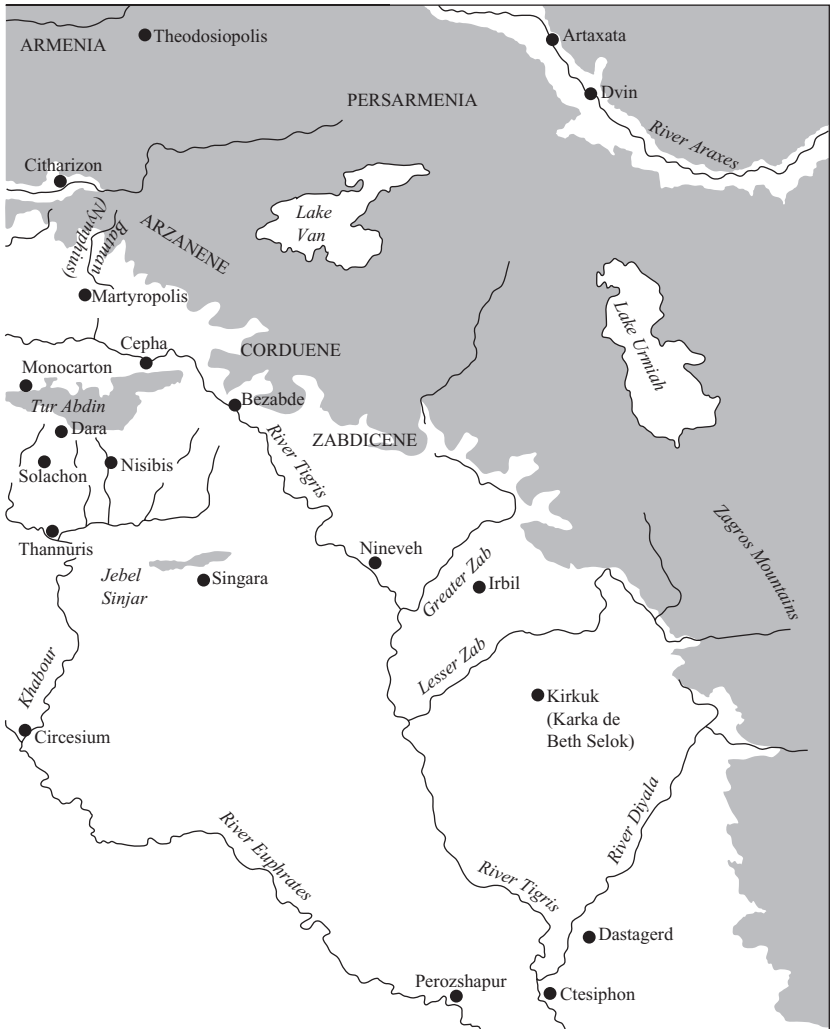 ARMENIA
Theodosiopolis
Artaxata
Dvin
PERSARMENIA
River Araxes
Citharizon
Lake
Van
(Nymphius)
Batman
ARZANENE
Martyropolis
Lake Urmiah
Cepha
CORDUENE
Monocarton
Tur Abdin
Bezabde
Dara
ZABDICENE
River Tigris
Solachon
Nisibis
Zagros Mountains
Thannuris
Nineveh
Greater Zab
Irbil
Jebel
Sinjar
Singara
Lesser Zab
Khabour
Kirkuk
(Karka de
Beth Selok)
Circesium
River Diyala
River Euphrates
River Tigris
Dastagerd
Perozshapur
Ctesiphon